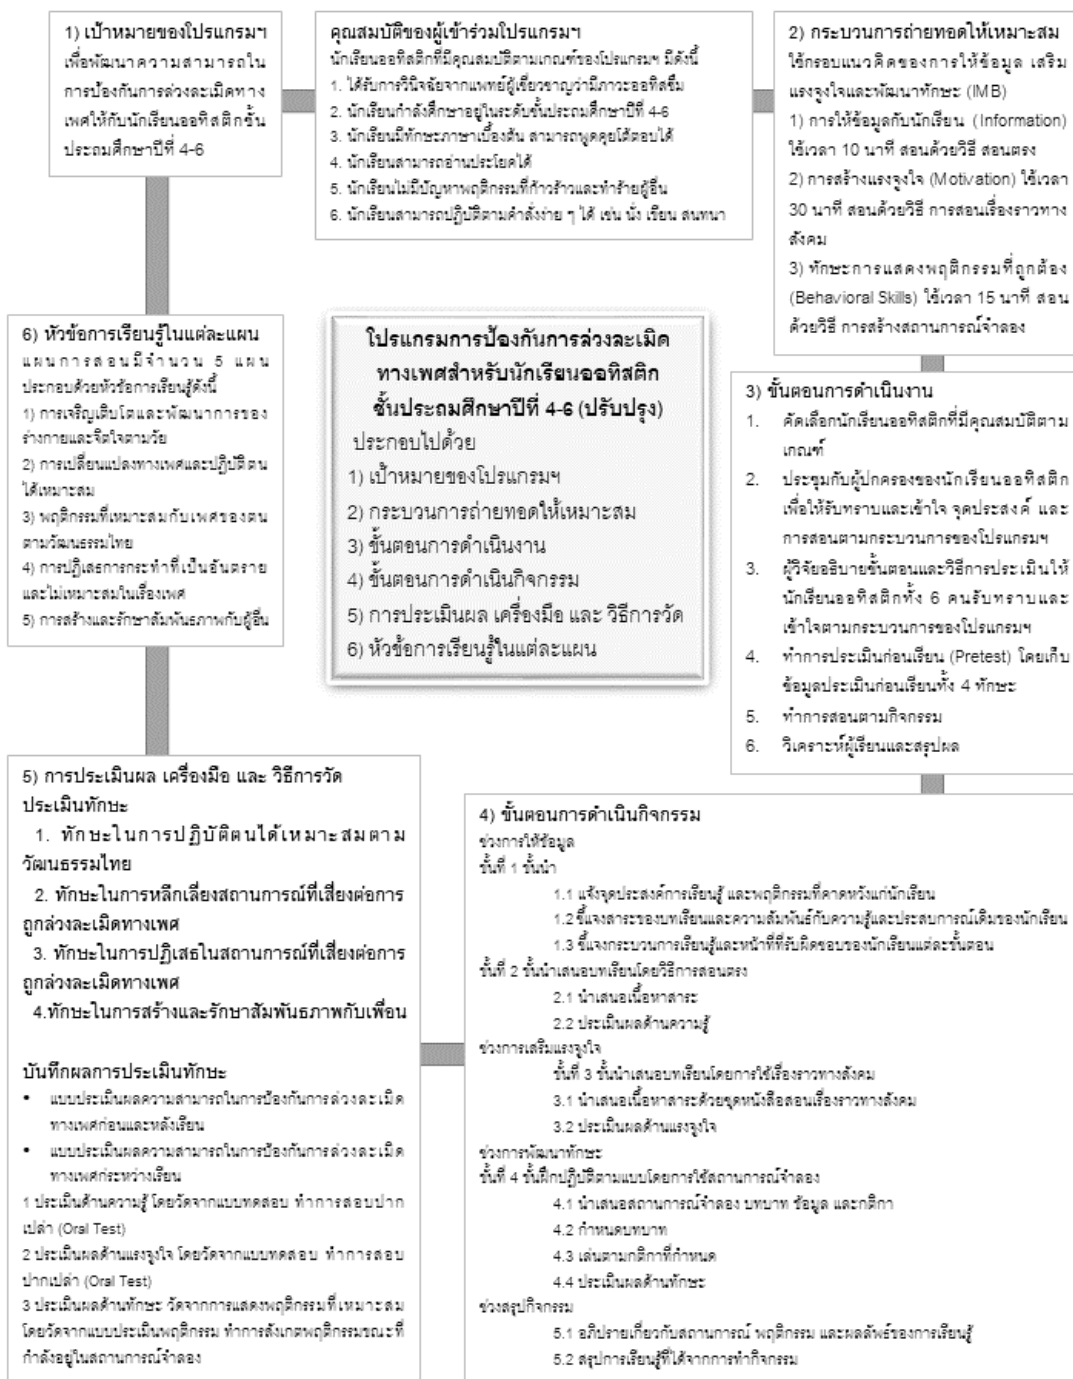 1) เป้าหมายของโปรแกรมฯ
เพื่อพัฒนาความสามารถใน
การป้องกันการล่วงละเมิดทาง
เพศให้กับนักเรียนออทิสติกชั้น
ประถมศึกษาปีที่ 4-6
คุณสมบัติของผู้เข้าร่วมโปรแกรมฯ
นักเรียนออทิสติกที่มีคุณสมบัติตามเกณฑ์ของโปรแกรมฯ มีดังนี้
1. ได้รับการวินิจฉัยจากแพทย์ผู้เชี่ยวชาญว่ามีภาวะออทิสซึ่ม
2. นักเรียนกำลังศึกษาอยู่ในระดับชั้นประถมศึกษาปีที่ 4-6
3. นักเรียนมีทักษะภาษาเบื้องต้น สามารถพูดคุยโต้ตอบได้
4. นักเรียนสามารถอ่านประโยคได้
5. นักเรียนไม่มีปัญหาพฤติกรรมที่ก้าวร้าวและทำร้ายผู้อื่น
6. นักเรียนสามารถปฏิบัติตามคำสั่งง่าย ๆ ได้ เช่น นั่ง เขียน สนทนา
2) กระบวนการถ่ายทอดให้เหมาะสม
ใช้กรอบแนวคิดของการให้ข้อมูล เสริม
แรงจูงใจและพัฒนาทักษะ (IMB)
1) การให้ข้อมูลกับนักเรียน (Information)
ใช้เวลา 10 นาที สอนด้วยวิธี สอนตรง
2) การสร้างแรงจูงใจ (Motivation) ใช้เวลา
30 นาที สอนด้วยวิธี การสอนเรื่องราวทาง
สังคม
3) ทักษะการแสดงพฤติกรรมที่ถูกต้อง
(Behavioral Skills) ใช้เวลา 15 นาที สอน
ด้วยวิธี การสร้างสถานการณ์จำลอง
6) หัวข้อการเรียนรู้ในแต่ละแผน
แผนการสอนมีจำนวน 5 แผน
ประกอบด้วยหัวข้อการเรียนรู้ดังนี้
1) การเจริญเติบโตและพัฒนาการของ
ร่างกายและจิตใจตามวัย
2) การเปลี่ยนแปลงทางเพศและปฏิบัติตน
ได้เหมาะสม
3) พฤติกรรมที่เหมาะสมกับเพศของตน
ตามวัฒนธรรมไทย
4) การปฏิเสธการกระทำที่เป็นอันตราย
และไม่เหมาะสมในเรื่องเพศ
5) การสร้างและรักษาสัมพันธภาพกับผู้อื่น
โปรแกรมการป้องกันการล่วงละเมิด
ทางเพศสำหรับนักเรียนออทิสติก
ชั้นประถมศึกษาปีที่ 4-6 (ปรับปรุง)
ประกอบไปด้วย
1) เป้าหมายของโปรแกรมฯ
2) กระบวนการถ่ายทอดให้เหมาะสม
3) ขั้นตอนการดำเนินงาน
4) ขั้นตอนการดำเนินกิจกรรม
5) การประเมินผล เครื่องมือ และ วิธีการวัด
6) หัวข้อการเรียนรู้ในแต่ละแผน
3) ขั้นตอนการดำเนินงาน
1. คัดเลือกนักเรียนออทิสติกที่มีคุณสมบัติตาม
เกณฑ์
2. ประชุมกับผู้ปกครองของนักเรียนออทิสติก
เพื่อให้รับทราบและเข้าใจ จุดประสงค์ และ
การสอนตามกระบวนการของโปรแกรมฯ
3. ผู้วิจัยอธิบายขั้นตอนและวิธีการประเมินให้
นักเรียนออทิสติกทั้ง 6 คนรับทราบและ
เข้าใจตามกระบวนการของโปรแกรมฯ
4. ทำการประเมินก่อนเรียน (Pretest) โดยเก็บ
ข้อมูลประเมินก่อนเรียนทั้ง 4 ทักษะ
5. ทำการสอนตามกิจกรรม
6. วิเคราะห์ผู้เรียนและสรุปผล
5) การประเมินผล เครื่องมือ และ วิธีการวัด
ประเมินทักษะ
1. ทักษะในการปฏิบัติตนได้เหมาะสมตาม
วัฒนธรรมไทย
2. ทักษะในการหลีกเลี่ยงสถานการณ์ที่เสี่ยงต่อการ
ถูกล่วงละเมิดทางเพศ
3. ทักษะในการปฏิเสธในสถานการณ์ที่เสี่ยงต่อการ
ถูกล่วงละเมิดทางเพศ
4.ทักษะในการสร้างและรักษาสัมพันธภาพกับเพื่อน
บันทึกผลการประเมินทักษะ
• แบบประเมินผลความสามารถในการป้องกันการล่วงละเมิด
ทางเพศก่อนและหลังเรียน
• แบบประเมินผลความสามารถในการป้องกันการล่วงละเมิด
ทางเพศระหว่างเรียน
1 ประเมินด้านความรู้ โดยวัดจากแบบทดสอบ ทำการสอบปาก
เปล่า (Oral Test)
2 ประเมินผลด้านแรงจูงใจ โดยวัดจากแบบทดสอบ ทำการสอบ
ปากเปล่า (Oral Test)
3 ประเมินผลด้านทักษะ วัดจากการแสดงพฤติกรรมที่เหมาะสม
โดยวัดจากแบบประเมินพฤติกรรม ทำการสังเกตพฤติกรรมขณะที่
กำลังอยู่ในสถานการณ์จำลอง
4) ขั้นตอนการดำเนินกิจกรรม
ช่วงการให้ข้อมูล
ขั้นที่ 1 ขั้นนำ
1.1 แจ้งจุดประสงค์การเรียนรู้ และพฤติกรรมที่คาดหวังแก่นักเรียน
1.2 ชี้แจงสาระของบทเรียนและความสัมพันธ์กับความรู้และประสบการณ์เดิมของนักเรียน
1.3 ชี้แจงกระบวนการเรียนรู้และหน้าที่ที่รับผิดชอบของนักเรียนแต่ละขั้นตอน
ขั้นที่ 2 ขั้นนำเสนอบทเรียนโดยวิธีการสอนตรง
2.1 นำเสนอเนื้อหาสาระ
2.2 ประเมินผลด้านความรู้
ช่วงการเสริมแรงจูงใจ
ขั้นที่ 3 ขั้นนำเสนอบทเรียนโดยการใช้เรื่องราวทางสังคม
3.1 นำเสนอเนื้อหาสาระด้วยชุดหนังสือสอนเรื่องราวทางสังคม
3.2 ประเมินผลด้านแรงจูงใจ
ช่วงการพัฒนาทักษะ
ขั้นที่ 4 ขั้นฝึกปฏิบัติตามแบบโดยการใช้สถานการณ์จำลอง
4.1 นำเสนอสถานการณ์จำลอง บทบาท ข้อมูล และกติกา
4.2 กำหนดบทบาท
4.3 เล่นตามกติกาที่กำหนด
4.4 ประเมินผลด้านทักษะ
ช่วงสรุปกิจกรรม
5.1 อภิปรายเกี่ยวกับสถานการณ์ พฤติกรรม และผลลัพธ์ของการเรียนรู้
5.2 สรุปการเรียนรู้ที่ได้จากการทำกิจกรรม